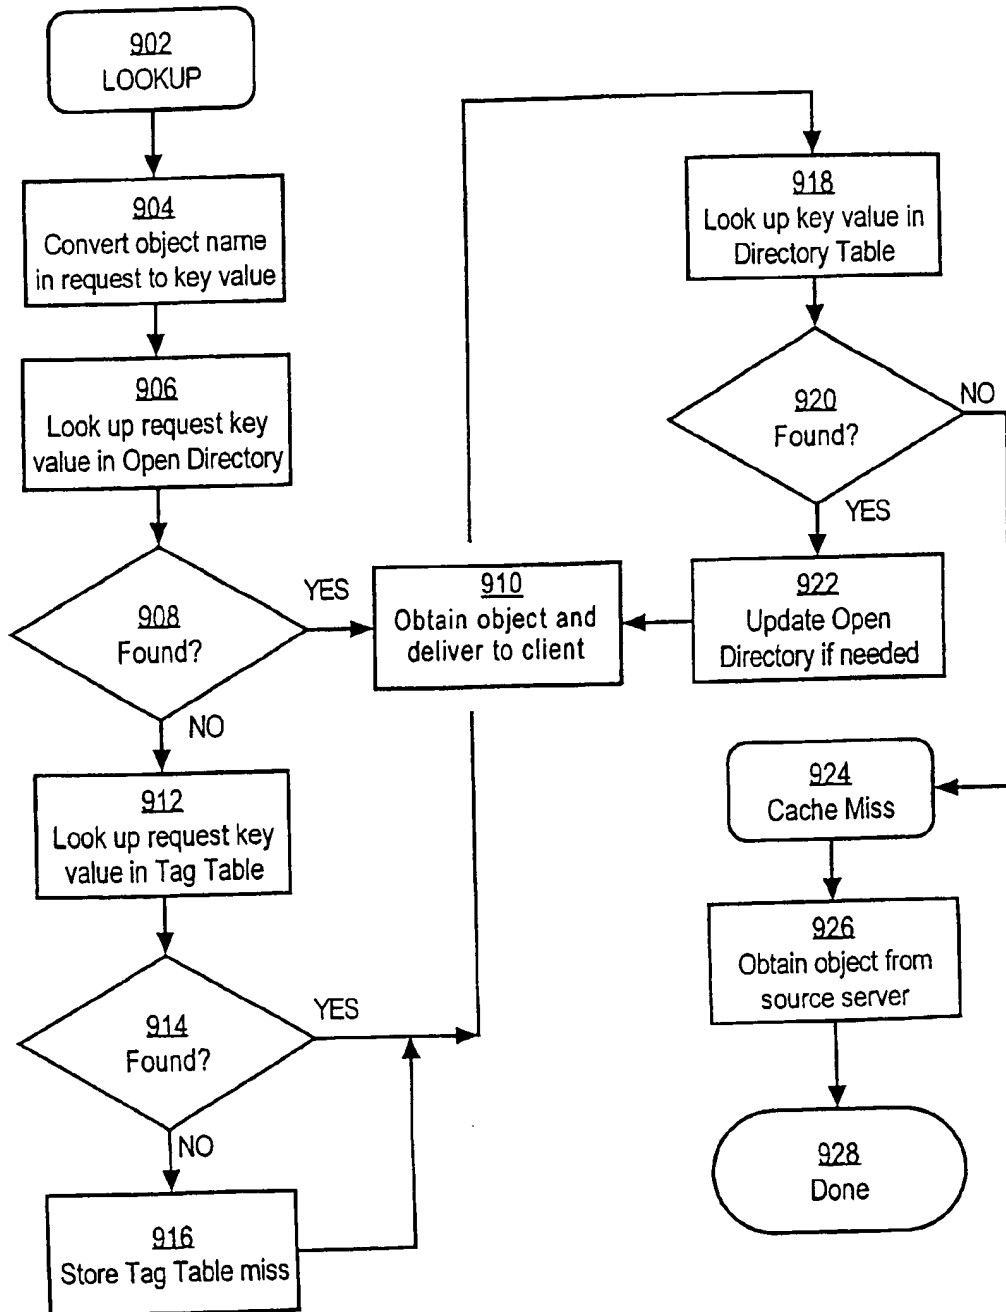 902
LOOKUP
904
Convert object name
in request to key value
906
Look up request key
value in Open Directory
908
Found?
YES
NO
910
Obtain object and
deliver to client
912
Look up request key
value in Tag Table
914
Found?
YES
NO
916
Store Tag Table miss
918
Look up key value in
Directory Table
920
Found?
NO
YES
922
Update Open
Directory if needed
924
Cache Miss
926
Obtain object from
source server
928
Done